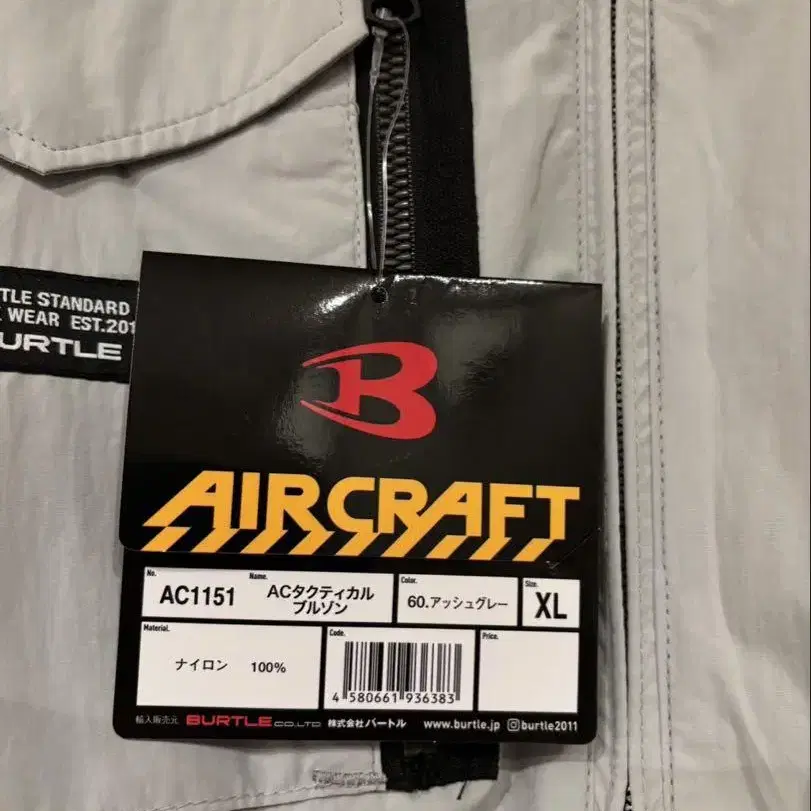 TLE STANDARD
WEAR EST.201
URTLE
B
AIRCRAFT
No. AC1151
Name. ACタクティカル
ブルゾン
Color. 60.アッシュグレー
Size. XL
Material. ナイロン 100%
Code. 4 580661 936383
Price.
輸入販売元 BURTLE CO.,LTD 株式会社バートル www.burtle.jp burtle2011